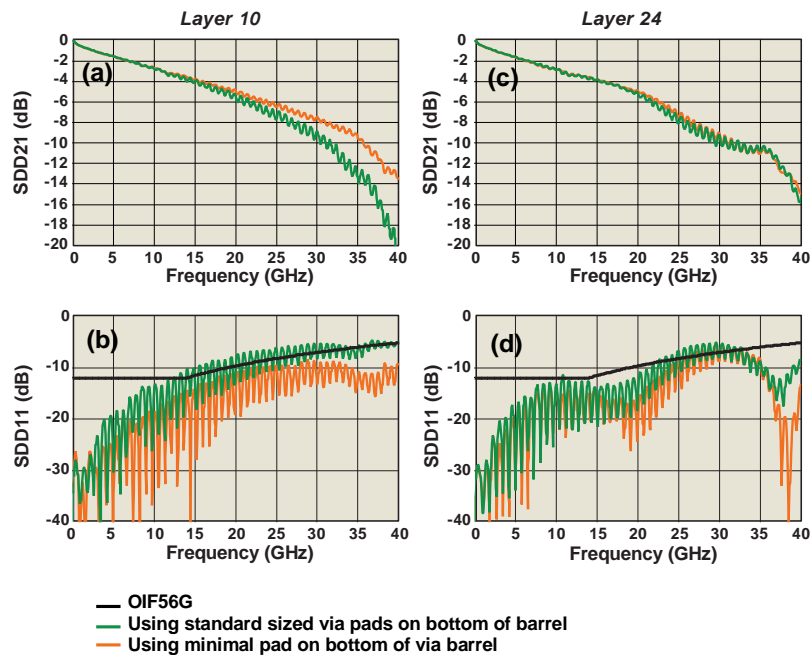 Layer 10
Layer 24
0
-2
-4
-6
-8
-10
-12
-14
-16
-18
-20
SDD21 (dB)
(a)
0 5 10 15 20 25 30 35 40
Frequency (GHz)
0
-2
-4
-6
-8
-10
-12
-14
-16
-18
-20
SDD21 (dB)
(c)
0 5 10 15 20 25 30 35 40
Frequency (GHz)
0
-10
-20
-30
-40
SDD11 (dB)
(b)
0 5 10 15 20 25 30 35 40
Frequency (GHz)
0
-10
-20
-30
-40
SDD11 (dB)
(d)
0 5 10 15 20 25 30 35 40
Frequency (GHz)
OIF56G
Using standard sized via pads on bottom of barrel
Using minimal pad on bottom of via barrel